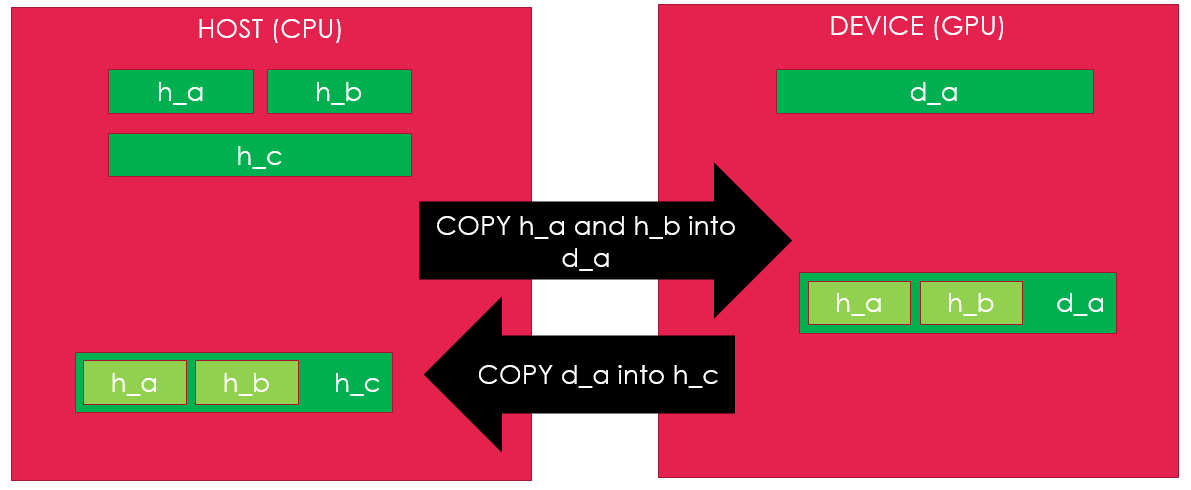 HOST (CPU)
h_a
h_b
h_c
DEVICE (GPU)
d_a
COPY h_a and h_b into
d_a
h_a
h_b
d_a
COPY d_a into h_c
h_a
h_b
h_c